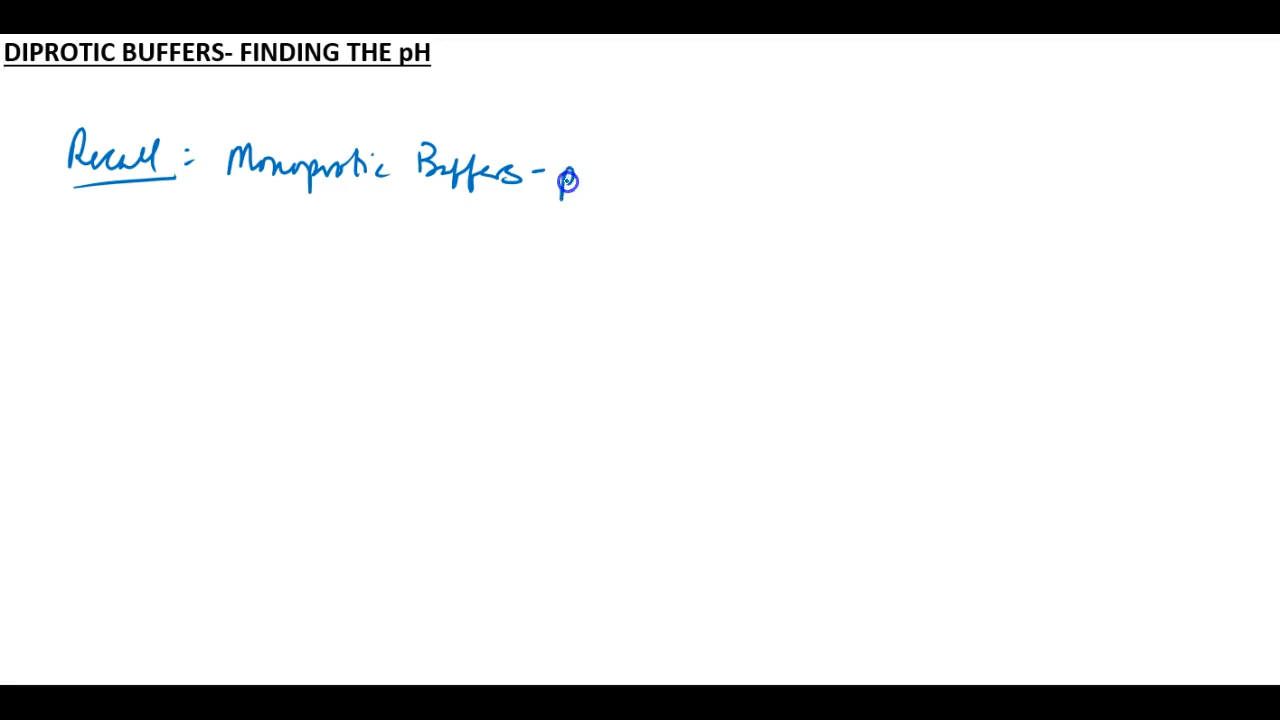 DIPROTIC BUFFERS- FINDING THE pH
Recall : Monoprotic Buffers - p